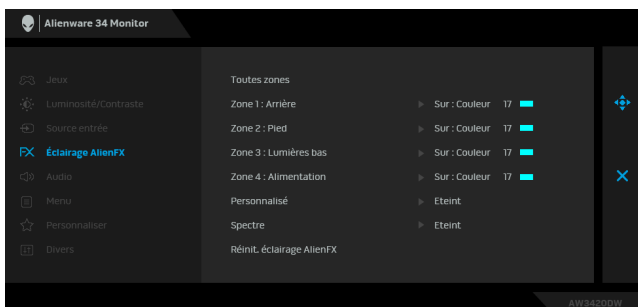 Alienware 34 Monitor
Jeux
Luminosité/Contraste
Source entrée
Éclairage AlienFX
Audio
Menu
Personnaliser
Divers
Toutes zones
Zone 1 : Arrière Sur : Couleur 17
Zone 2 : Pied Sur : Couleur 17
Zone 3 : Lumières bas Sur : Couleur 17
Zone 4 : Alimentation Sur : Couleur 17
Personnalisé Eteint
Spectre Eteint
Réinit. éclairage AlienFX
AW3420DW